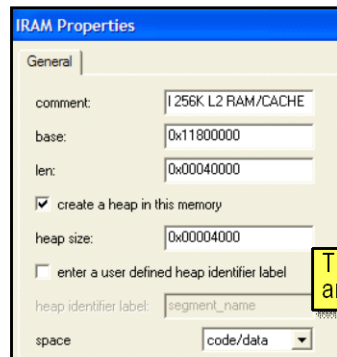 IRAM Properties
General
comment: l 256K L2 RAM/CACHE
base: 0x11800000
len: 0x00040000
create a heap in this memory
heap size: 0x00004000
enter a user defined heap identifier label
heap identifier label: segment_name
space code/data